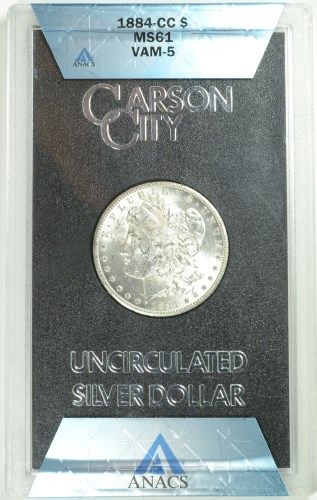 1884-CC $
MS61
VAM-5
ANACS
CARSON
CITY
UNCIRCULATED
SILVER DOLLAR
ANACS